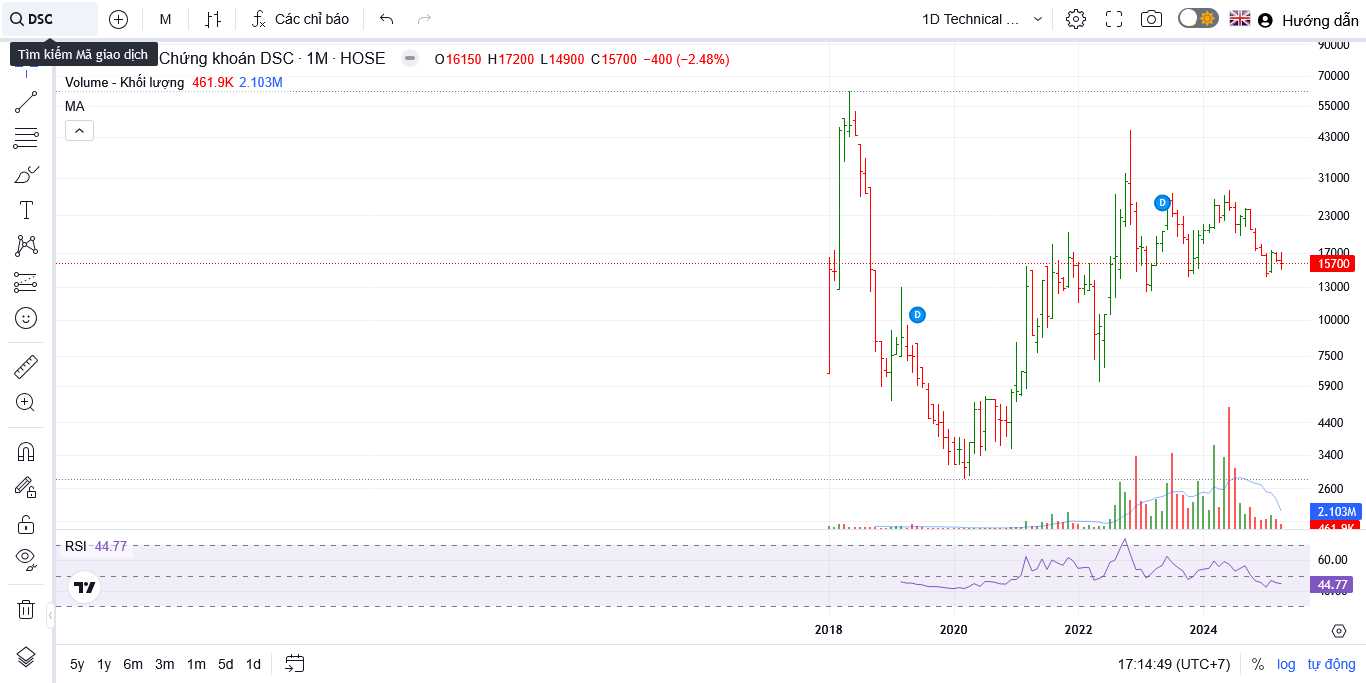 DSC
M
Các chỉ báo
1D Technical ...
Hướng dẫn
Tìm kiếm Mã giao dịch
Chứng khoán DSC · 1M · HOSE
O16150 H17200 L14900 C15700 −400 (−2.48%)
Volume - Khối lượng 461.9K 2.103M
MA
90000
70000
55000
43000
31000
23000
17000
15700
13000
10000
7500
5900
4400
3400
2600
2.103M
461.9K
D
D
RSI 44.77
60.00
44.77
2018
2020
2022
2024
5y 1y 6m 3m 1m 5d 1d
17:14:49 (UTC+7)
% log tự động